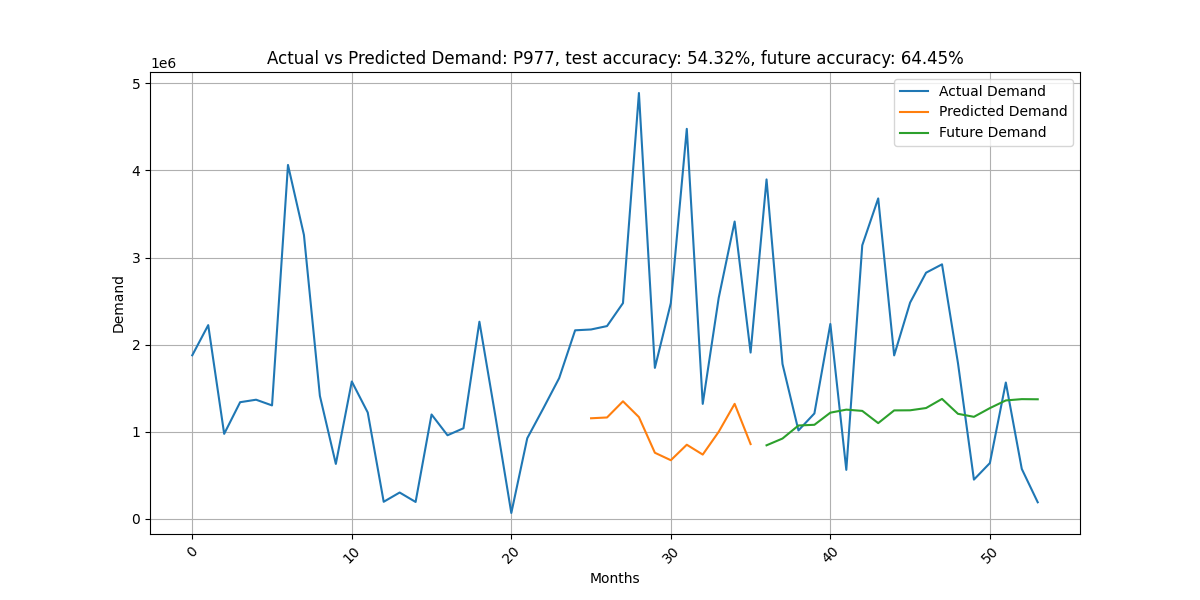 Actual vs Predicted Demand: P977, test accuracy: 54.32%, future accuracy: 64.45%
1e6
Actual Demand
Predicted Demand
Future Demand
5
4
3
2
1
0
Demand
0
10
20
30
40
50
Months